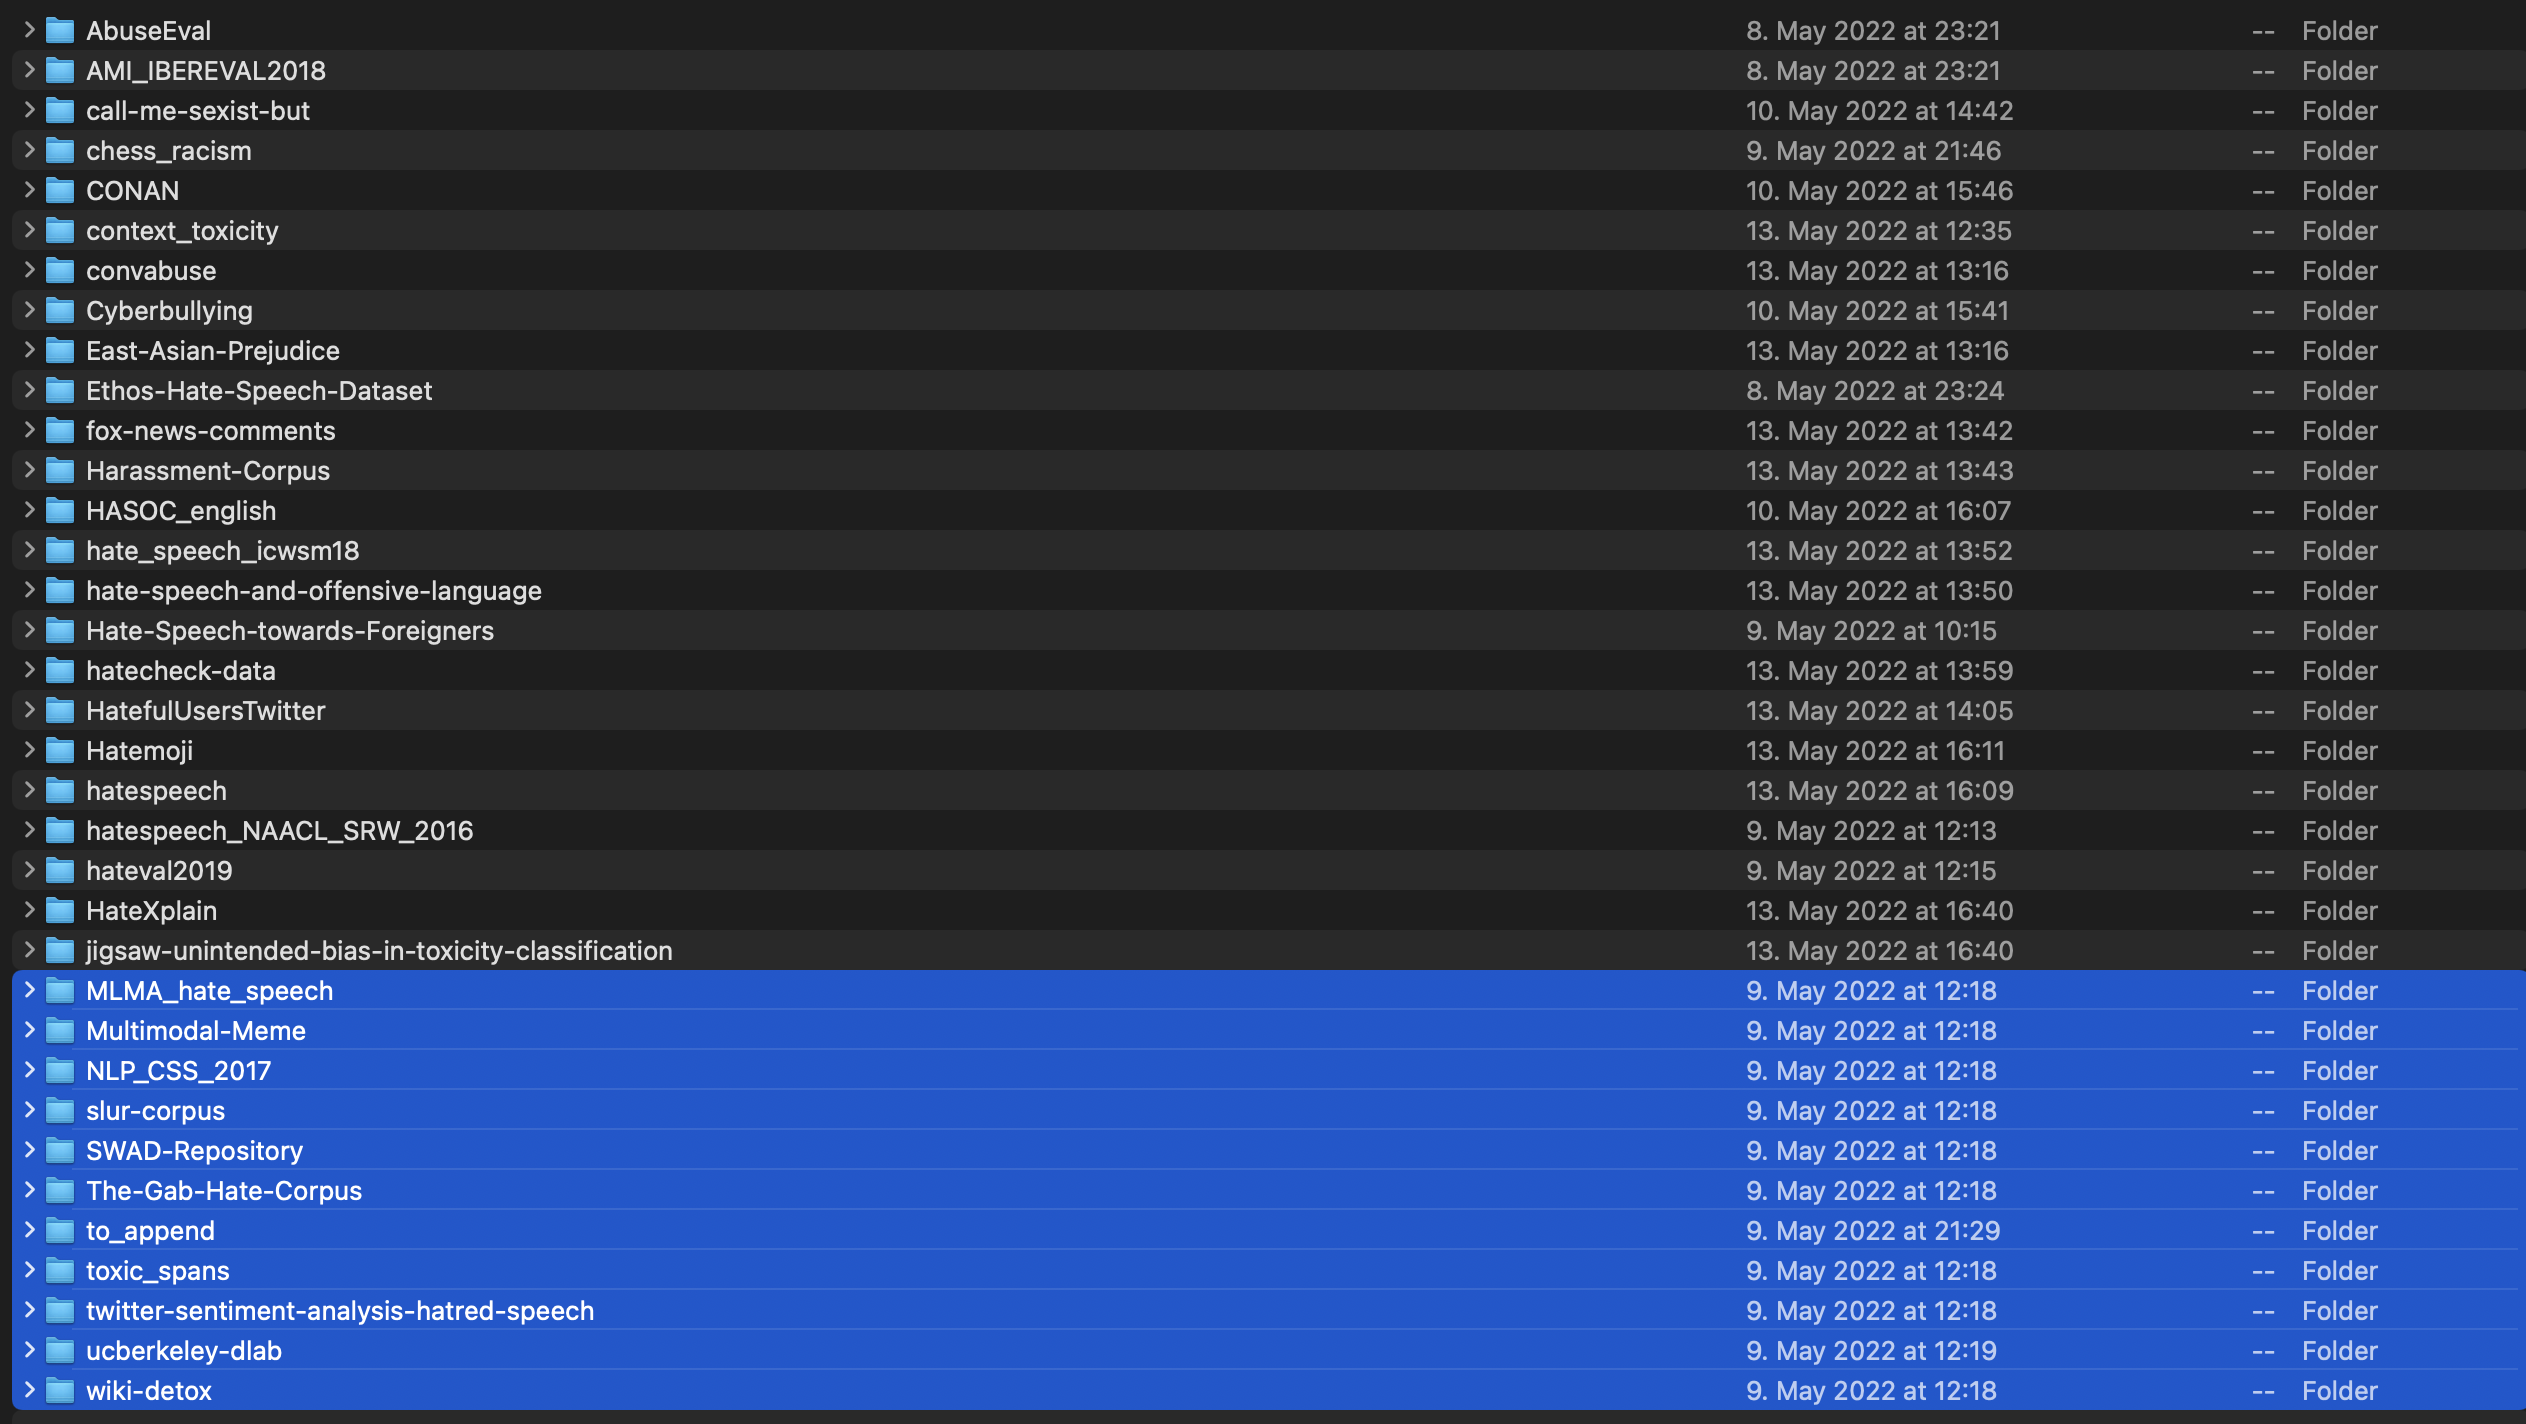 AbuseEval 8. May 2022 at 23:21 -- Folder
AMI_IBEREVAL2018 8. May 2022 at 23:21 -- Folder
call-me-sexist-but 10. May 2022 at 14:42 -- Folder
chess_racism 9. May 2022 at 21:46 -- Folder
CONAN 10. May 2022 at 15:46 -- Folder
context_toxicity 13. May 2022 at 12:35 -- Folder
convabuse 13. May 2022 at 13:16 -- Folder
Cyberbullying 10. May 2022 at 15:41 -- Folder
East-Asian-Prejudice 13. May 2022 at 13:16 -- Folder
Ethos-Hate-Speech-Dataset 8. May 2022 at 23:24 -- Folder
fox-news-comments 13. May 2022 at 13:42 -- Folder
Harassment-Corpus 13. May 2022 at 13:43 -- Folder
HASOC_english 10. May 2022 at 16:07 -- Folder
hate_speech_icwsm18 13. May 2022 at 13:52 -- Folder
hate-speech-and-offensive-language 13. May 2022 at 13:50 -- Folder
Hate-Speech-towards-Foreigners 9. May 2022 at 10:15 -- Folder
hatecheck-data 13. May 2022 at 13:59 -- Folder
HatefulUsersTwitter 13. May 2022 at 14:05 -- Folder
Hatemoji 13. May 2022 at 16:11 -- Folder
hatespeech 13. May 2022 at 16:09 -- Folder
hatespeech_NAACL_SRW_2016 9. May 2022 at 12:13 -- Folder
hateval2019 9. May 2022 at 12:15 -- Folder
HateXplain 13. May 2022 at 16:40 -- Folder
jigsaw-unintended-bias-in-toxicity-classification 13. May 2022 at 16:40 -- Folder
MLMA_hate_speech 9. May 2022 at 12:18 -- Folder
Multimodal-Meme 9. May 2022 at 12:18 -- Folder
NLP_CSS_2017 9. May 2022 at 12:18 -- Folder
slur-corpus 9. May 2022 at 12:18 -- Folder
SWAD-Repository 9. May 2022 at 12:18 -- Folder
The-Gab-Hate-Corpus 9. May 2022 at 12:18 -- Folder
to_append 9. May 2022 at 21:29 -- Folder
toxic_spans 9. May 2022 at 12:18 -- Folder
twitter-sentiment-analysis-hatred-speech 9. May 2022 at 12:18 -- Folder
ucberkeley-dlab 9. May 2022 at 12:19 -- Folder
wiki-detox 9. May 2022 at 12:18 -- Folder